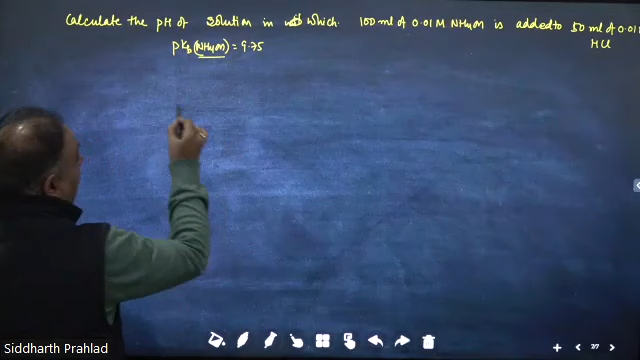 Calculate the pH of solution in which 100 ml of 0.01 M NH4OH is added to 50 ml of 0.01
HCl
pKb (NH4OH) = 9.75
Siddharth Prahlad
27